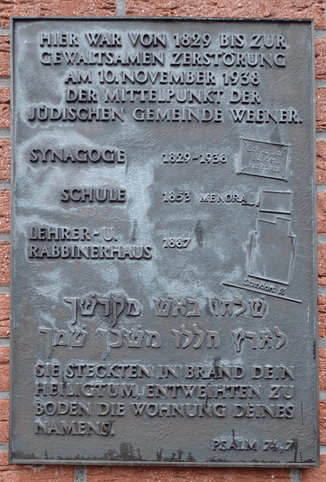 HIER WAR VON 1829 BIS ZUR
GEWALTSAMEN ZERSTÖRUNG
AM 10. NOVEMBER 1938
DER MITTELPUNKT DER
JÜDISCHEN GEMEINDE WEENER.
SYNAGOGE 1829-1938
SCHULE 1853 MENORA
LEHRER- U.
RABBINERHAUS 1887
Standort
שלחו באש מקדשך
לארץ חללו משכן שמך
SIE STECKTEN IN BRAND DEIN
HEILIGTUM, ENTWEIHTEN ZU
BODEN DIE WOHNUNG DEINES
NAMENS!
PSALM 74,7